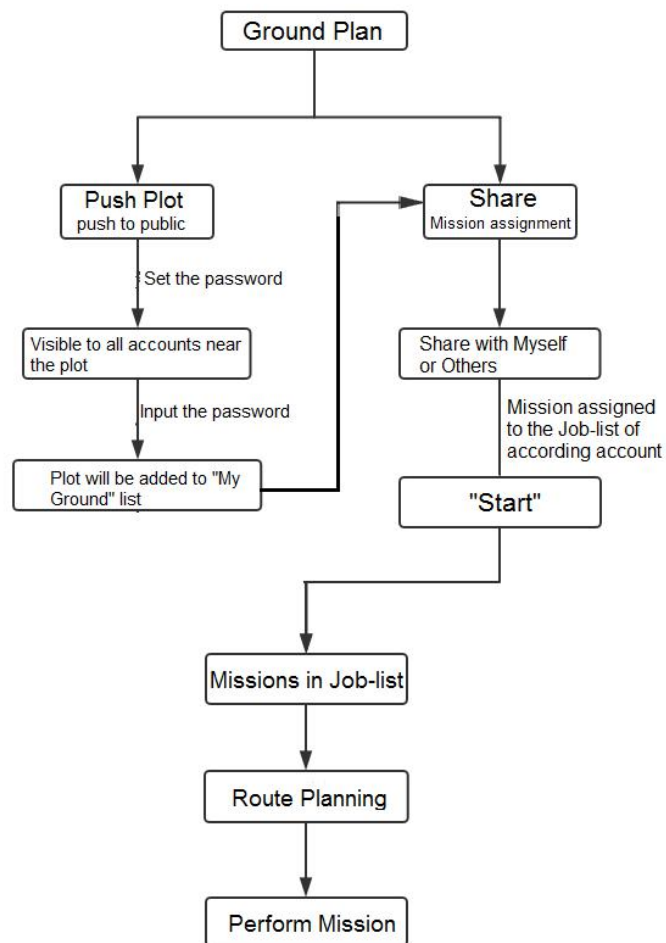 Ground Plan
Push Plot
push to public
Share
Mission assignment
Set the password
Visible to all accounts near
the plot
Share with Myself
or Others
Input the password
Mission assigned
to the Job-list of
according account
Plot will be added to "My
Ground" list
"Start"
Missions in Job-list
Route Planning
Perform Mission